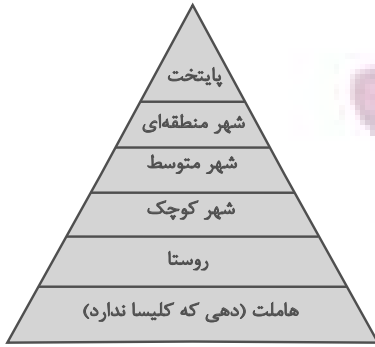 پایتخت
شهر منطقه‌ای
شهر متوسط
شهر کوچک
روستا
هاملت (دهی که کلیسا ندارد)